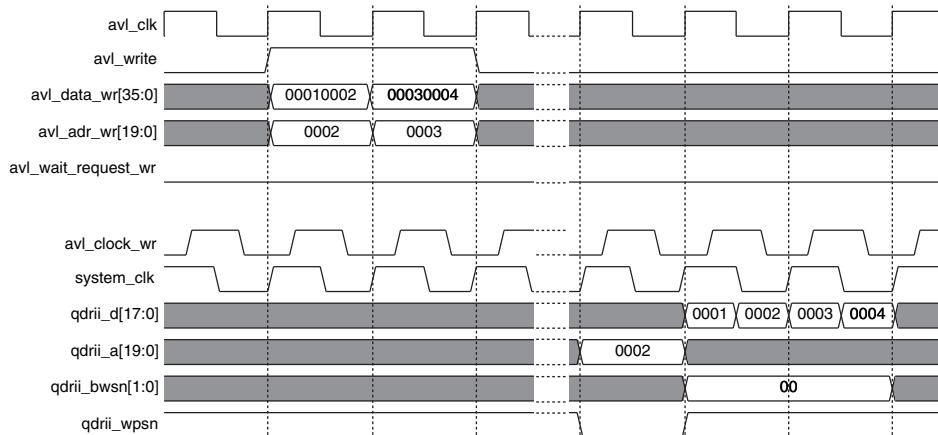 avl_clk
avl_write
avl_data_wr[35:0] 00010002 00030004
avl_adr_wr[19:0] 0002 0003
avl_wait_request_wr
avl_clock_wr
system_clk
qdrii_d[17:0] 0001 0002 0003 0004
qdrii_a[19:0] 0002
qdrii_bwsn[1:0] 00
qdrii_wpsn